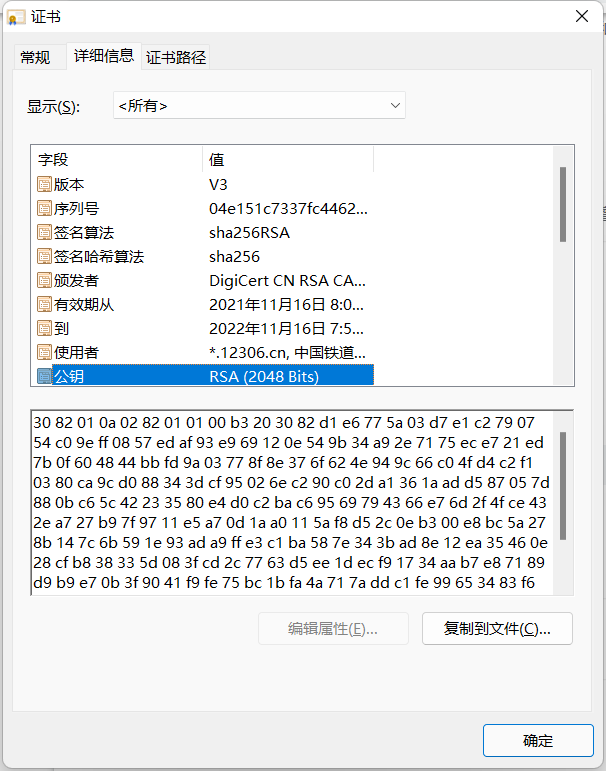 证书
常规 详细信息 证书路径
显示(S): <所有>
字段 值
版本 V3
序列号 04e151c7337fc4462...
签名算法 sha256RSA
签名哈希算法 sha256
颁发者 DigiCert CN RSA CA...
有效期从 2021年11月16日 8:0...
到 2022年11月16日 7:5...
使用者 *.12306.cn, 中国铁道...
公钥 RSA (2048 Bits)
30 82 01 0a 02 82 01 01 00 b3 20 30 82 d1 e6 77 5a 03 d7 e1 c2 79 07
54 c0 9e ff 08 57 ed af 93 e9 69 12 0e 54 9b 34 a9 2e 71 75 ec e7 21 ed
7b 0f 60 48 44 bb fd 9a 03 77 8f 8e 37 6f 62 4e 94 9c 66 c0 4f d4 c2 f1
03 80 ca 9c d0 88 34 3d cf 95 02 6e c2 90 c0 2d a1 36 1a ad d5 87 05 7d
88 0b c6 5c 42 23 35 80 e4 d0 c2 ba c6 95 69 79 43 66 e7 6d 2f 4f ce 43
2e a7 27 b9 7f 97 11 e5 a7 0d 1a a0 11 5a f8 d5 2c 0e b3 00 e8 bc 5a 27
8b 14 7c 6b 59 1e 93 ad a9 ff e3 c1 ba 58 7e 34 3b ad 8e 12 ea 35 46 0e
28 cf b8 38 33 5d 08 3f cd 2c 77 63 d5 ee 1d ec f9 17 34 aa b7 e8 71 89
d9 b9 e7 0b 3f 90 41 f9 fe 75 bc 1b fa 4a 71 7a dd c1 fe 99 65 34 83 f6
编辑属性(E)... 复制到文件(C)...
确定